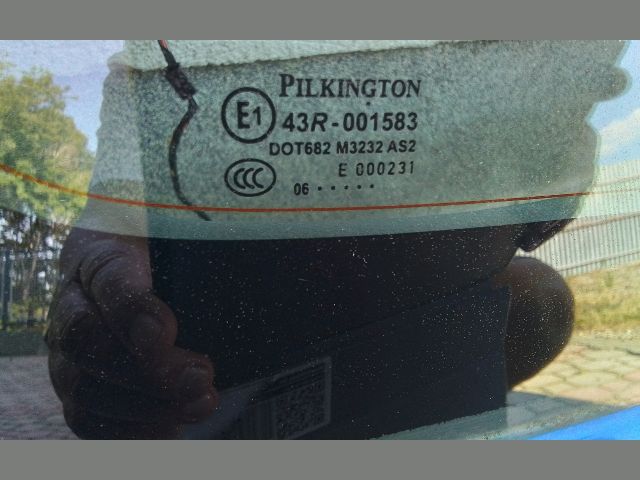 PILKINGTON
E1
43R-001583
DOT682 M3232 AS2
CCC E 000231
06 • • • • •